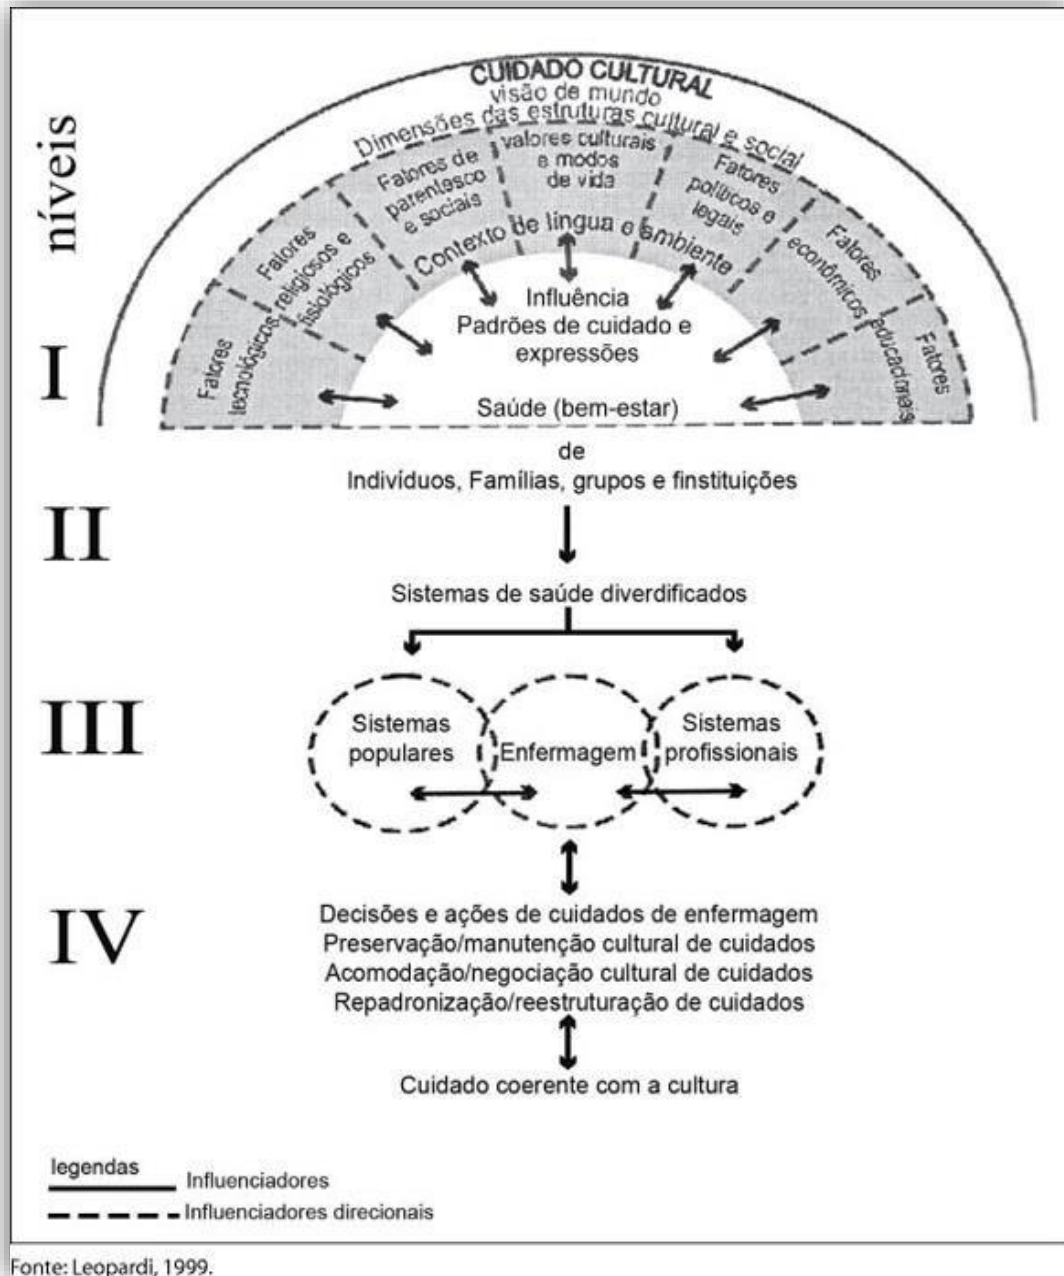 níveis
I
II
III
IV
CUIDADO CULTURAL
visão de mundo
Dimensões das estruturas cultural e social
Fatores
tecnológicos
Fatores
religiosos e
fisiológicos
Fatores de
parentesco
e sociais
valores culturais
e modos
de vida
Fatores
políticos e
legais
Fatores
econômicos
Fatores
educacionais
Contexto de língua e ambiente
Influência
Padrões de cuidado e
expressões
Saúde (bem-estar)
de
Indivíduos, Famílias, grupos e finstituições
Sistemas de saúde diverdificados
Sistemas
populares
Enfermagem
Sistemas
profissionais
Decisões e ações de cuidados de enfermagem
Preservação/manutenção cultural de cuidados
Acomodação/negociação cultural de cuidados
Repadronização/reestruturação de cuidados
Cuidado coerente com a cultura
legendas
Influenciadores
Influenciadores direcionais
Fonte: Leopardi, 1999.